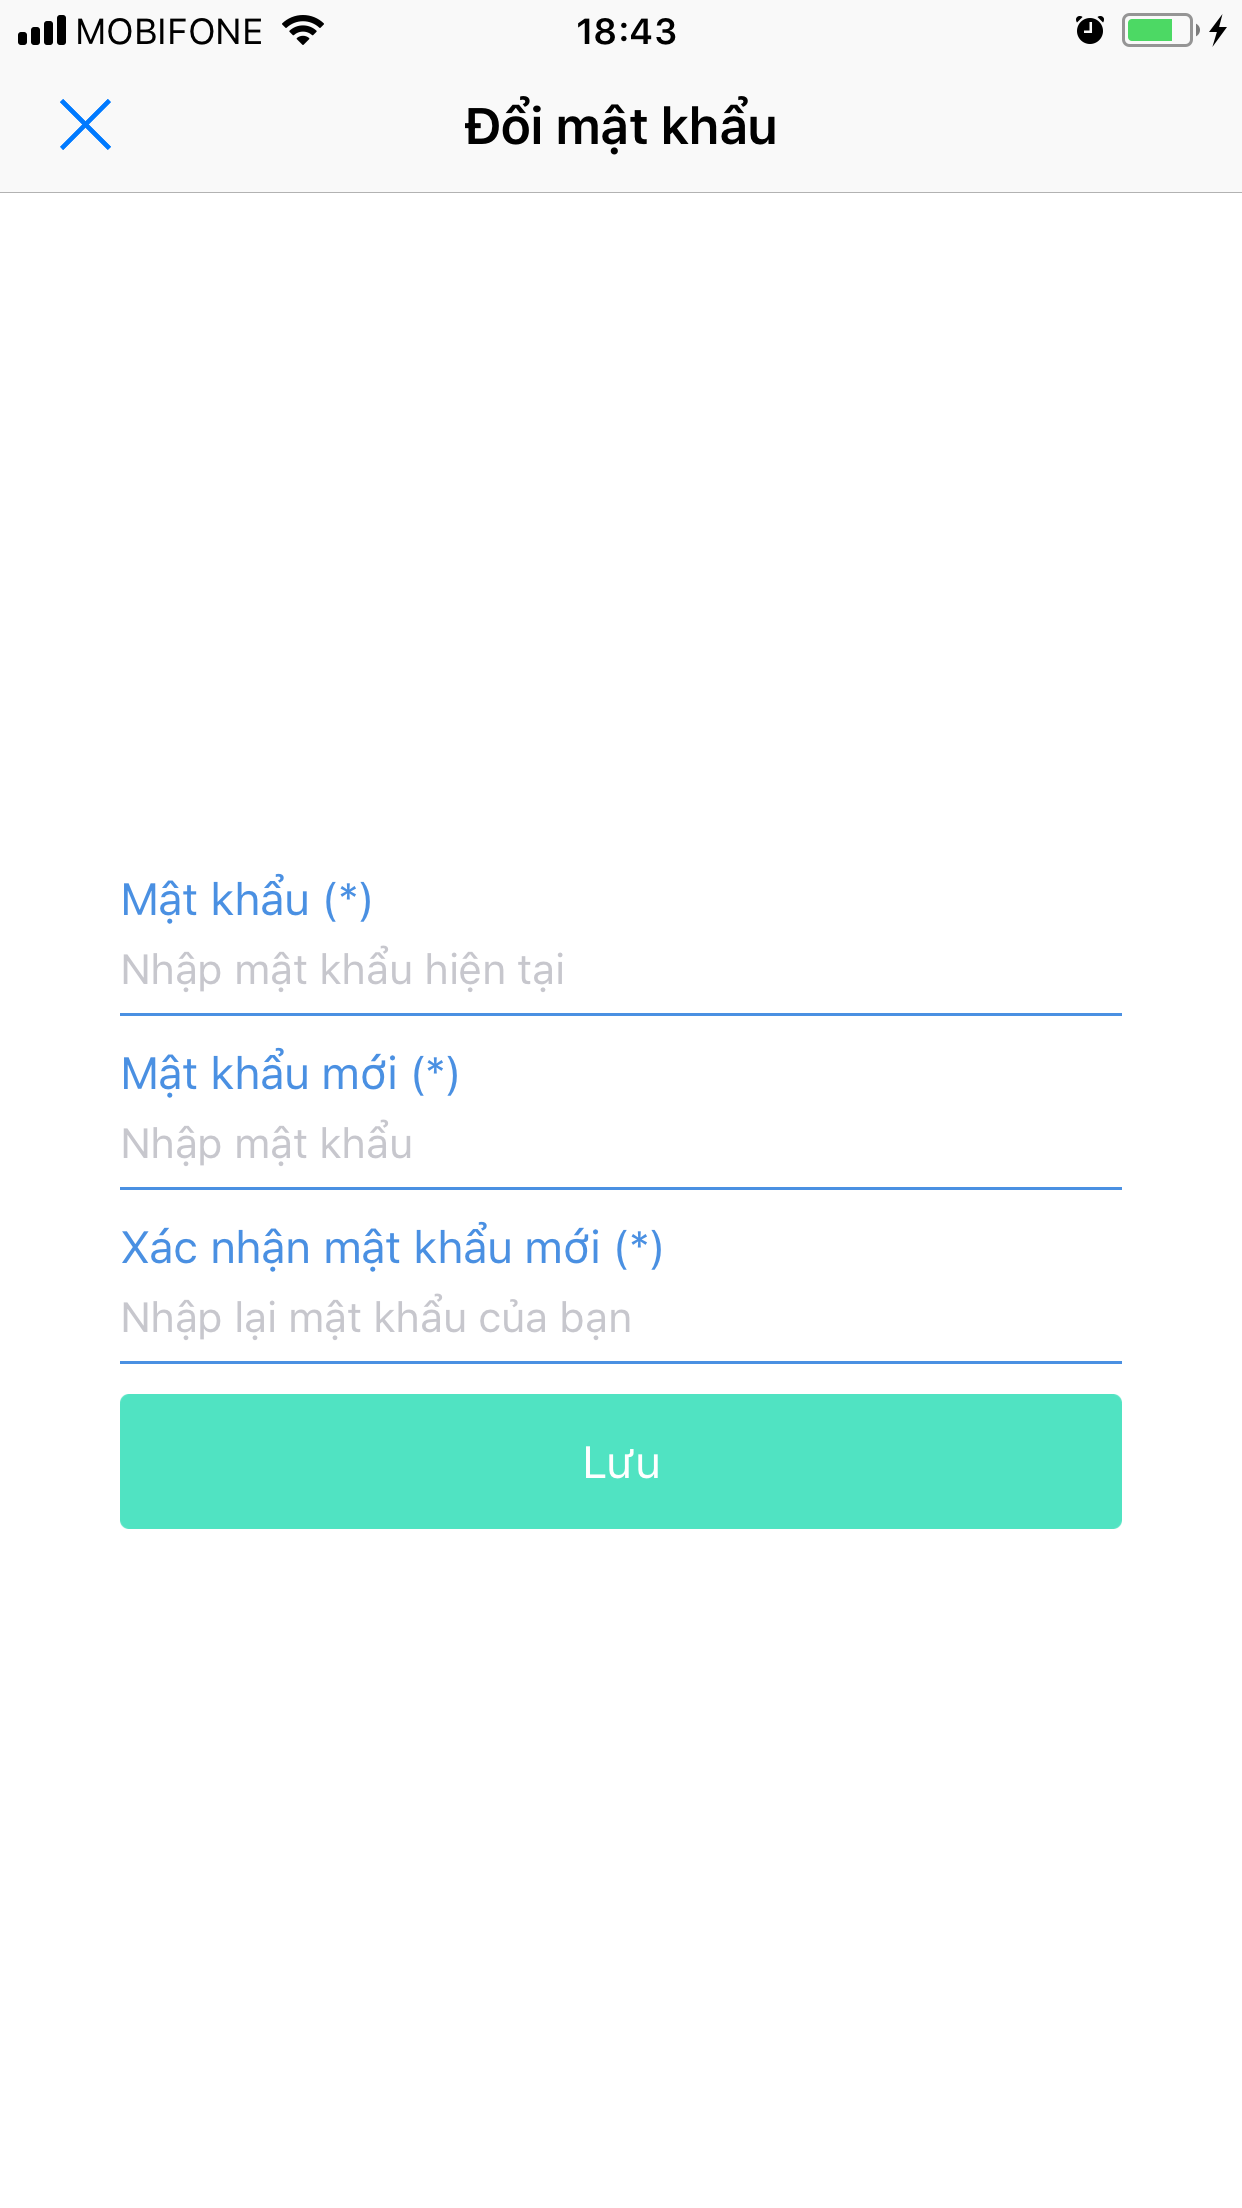 MOBIFONE 18:43
Đổi mật khẩu
Mật khẩu (*)
Nhập mật khẩu hiện tại
Mật khẩu mới (*)
Nhập mật khẩu
Xác nhận mật khẩu mới (*)
Nhập lại mật khẩu của bạn
Lưu